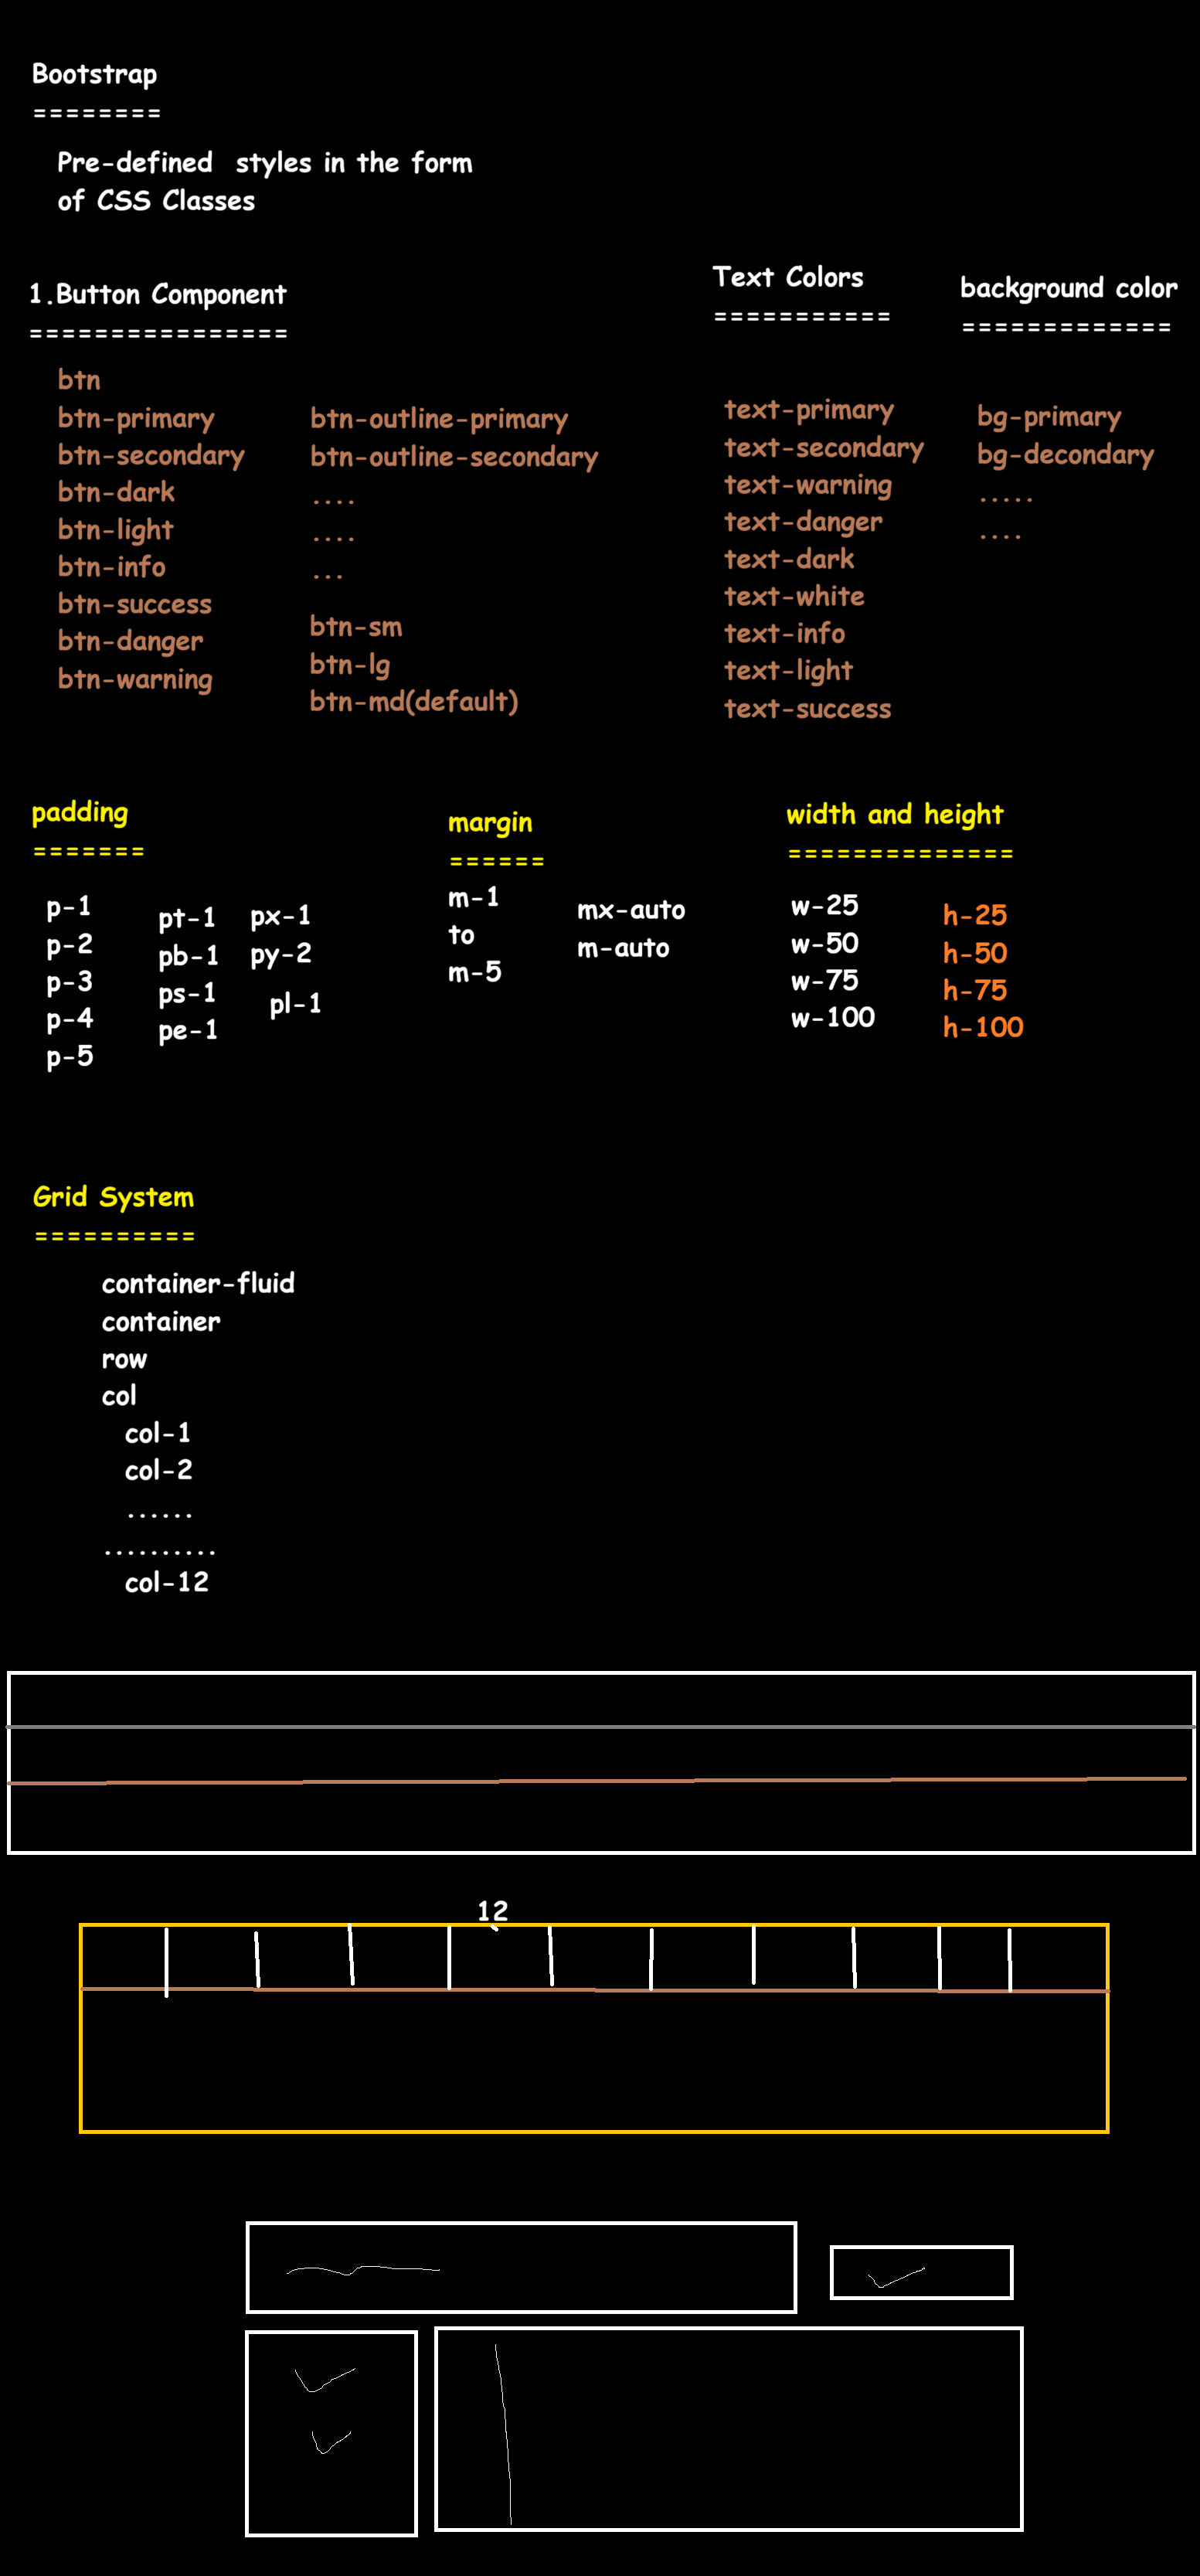 Bootstrap
========
Pre-defined  styles in the form
of CSS Classes
1.Button Component
================
btn
btn-primary
btn-secondary
btn-dark
btn-light
btn-info
btn-success
btn-danger
btn-warning
btn-outline-primary
btn-outline-secondary
....
....
...
btn-sm
btn-lg
btn-md(default)
Text Colors
===========
text-primary
text-secondary
text-warning
text-danger
text-dark
text-white
text-info
text-light
text-success
background color
=============
bg-primary
bg-decondary
.....
....
padding
=======
p-1
p-2
p-3
p-4
p-5
pt-1
pb-1
ps-1
pe-1
px-1
py-2
pl-1
margin
======
m-1
to
m-5
mx-auto
m-auto
width and height
==============
w-25
w-50
w-75
w-100
h-25
h-50
h-75
h-100
Grid System
==========
container-fluid
container
row
col
col-1
col-2
......
..........
col-12
12